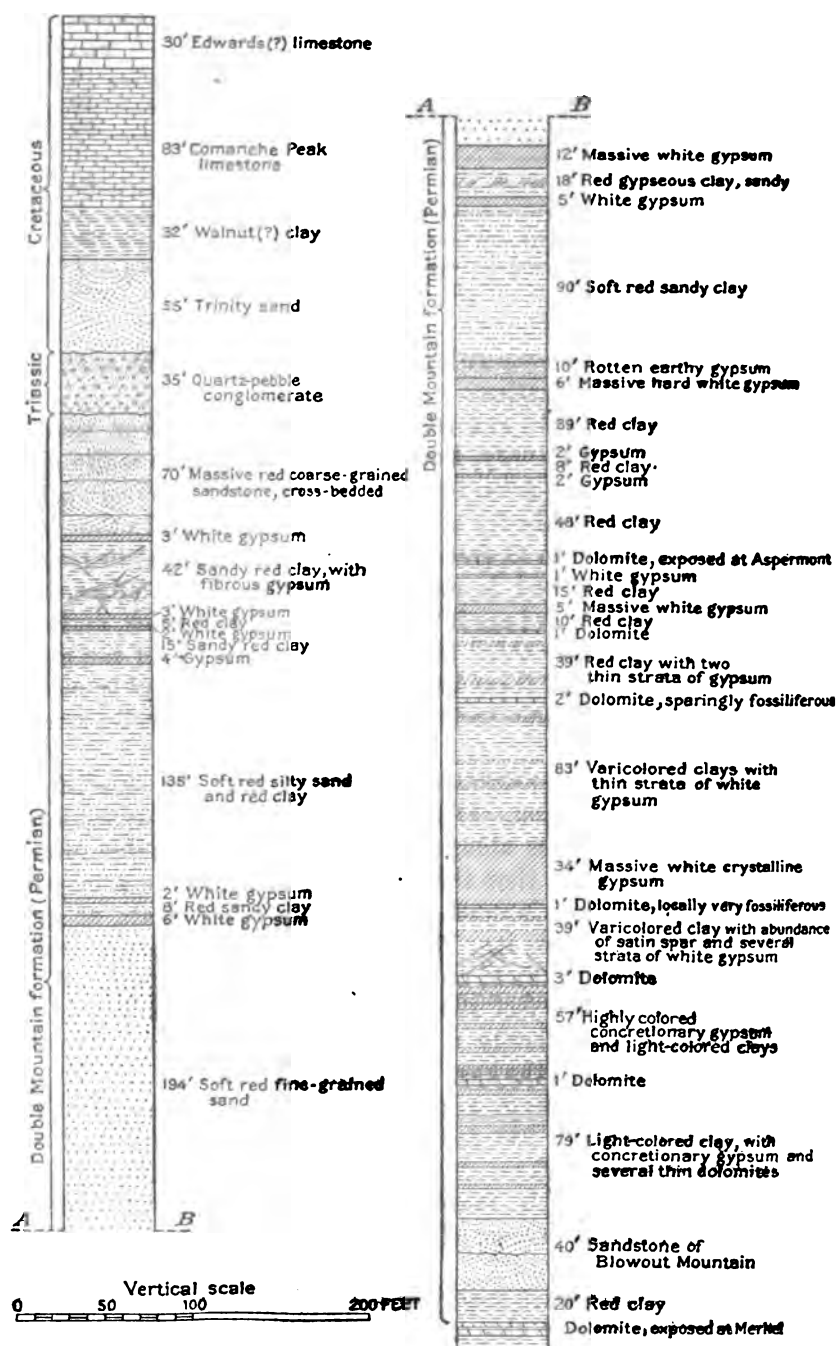 30' Edwards(?) limestone
83' Comanche Peak
limestone
32' Walnut(?) clay
55' Trinity sand
35' Quartz-pebble
conglomerate
70' Massive red coarse-grained
sandstone, cross-bedded
3' White gypsum
42' Sandy red clay, with
fibrous gypsum
3' White gypsum
Red clay
White gypsum
15' Sandy red clay
4' Gypsum
135' Soft red silty sand
and red clay
2' White gypsum
8' Red sandy clay
6' White gypsum
194' Soft red fine-grained
sand
Cretaceous
Triassic
Double Mountain formation (Permian)
A B
Vertical scale
0 50 100 200 FEET
A B
Double Mountain formation (Permian)
12' Massive white gypsum
18' Red gypseous clay, sandy
5' White gypsum
90' Soft red sandy clay
10' Rotten earthy gypsum
6' Massive hard white gypsum
89' Red clay
2' Gypsum
8' Red clay
2' Gypsum
48' Red clay
1' Dolomite, exposed at Aspermont
1' White gypsum
15' Red clay
5' Massive white gypsum
10' Red clay
1' Dolomite
39' Red clay with two
thin strata of gypsum
2' Dolomite, sparingly fossiliferous
83' Varicolored clays with
thin strata of white
gypsum
34' Massive white crystalline
gypsum
1' Dolomite, locally very fossiliferous
39' Varicolored clay with abundance
of satin spar and several
strata of white gypsum
3' Dolomite
57' Highly colored
concretionary gypsum
and light-colored clays
1' Dolomite
79' Light-colored clay, with
concretionary gypsum and
several thin dolomites
40' Sandstone of
Blowout Mountain
20' Red clay
Dolomite, exposed at Merkel